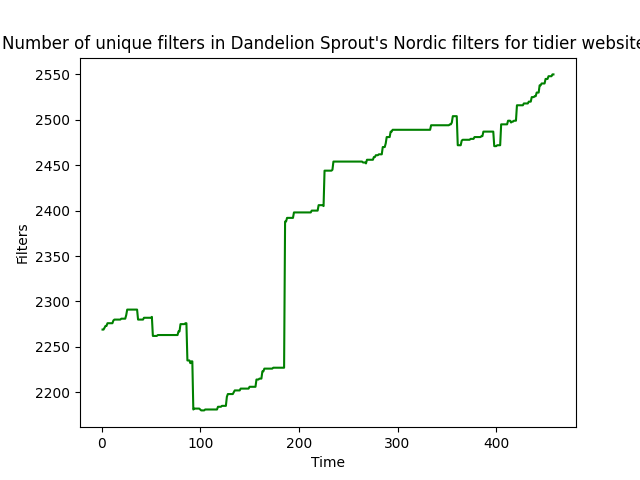 Number of unique filters in Dandelion Sprout's Nordic filters for tidier website
2550
2500
2450
2400
2350
2300
2250
2200
Filters
0 100 200 300 400
Time